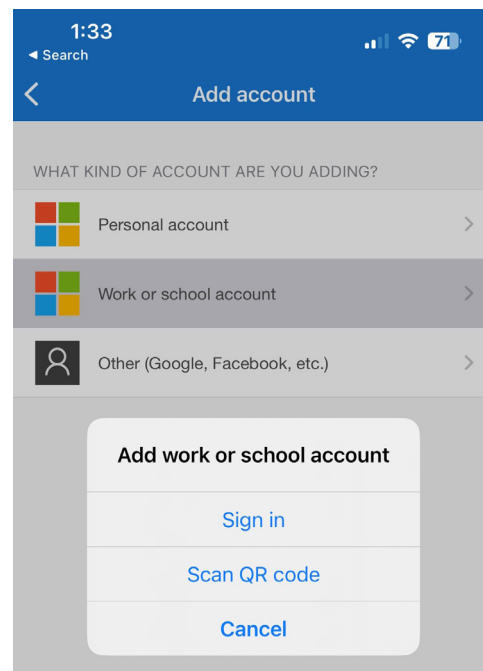 1:33
71
◄ Search
Add account
WHAT KIND OF ACCOUNT ARE YOU ADDING?
Personal account
Work or school account
Other (Google, Facebook, etc.)
Add work or school account
Sign in
Scan QR code
Cancel